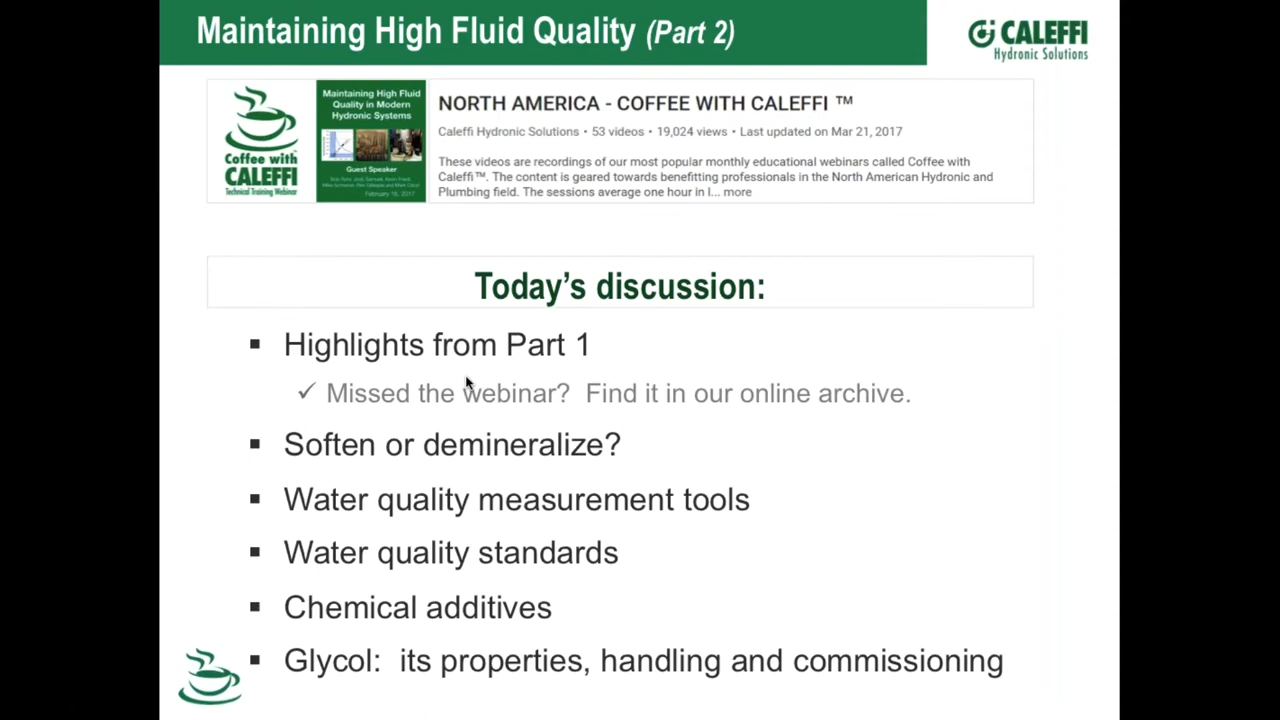 Maintaining High Fluid Quality (Part 2)
CALEFFI
Hydronic Solutions
Coffee with
CALEFFI
Technical Training Webinar
Maintaining High Fluid
Quality in Modern
Hydronic Systems
Guest Speaker
February 16, 2017
NORTH AMERICA - COFFEE WITH CALEFFI ™
Caleffi Hydronic Solutions • 53 videos • 19,024 views • Last updated on Mar 21, 2017
These videos are recordings of our most popular monthly educational webinars called Coffee with
Caleffi™. The content is geared towards benefitting professionals in the North American Hydronic and
Plumbing field. The sessions average one hour in l... more
Today's discussion:
▪ Highlights from Part 1
✓ Missed the webinar? Find it in our online archive.
▪ Soften or demineralize?
▪ Water quality measurement tools
▪ Water quality standards
▪ Chemical additives
▪ Glycol: its properties, handling and commissioning